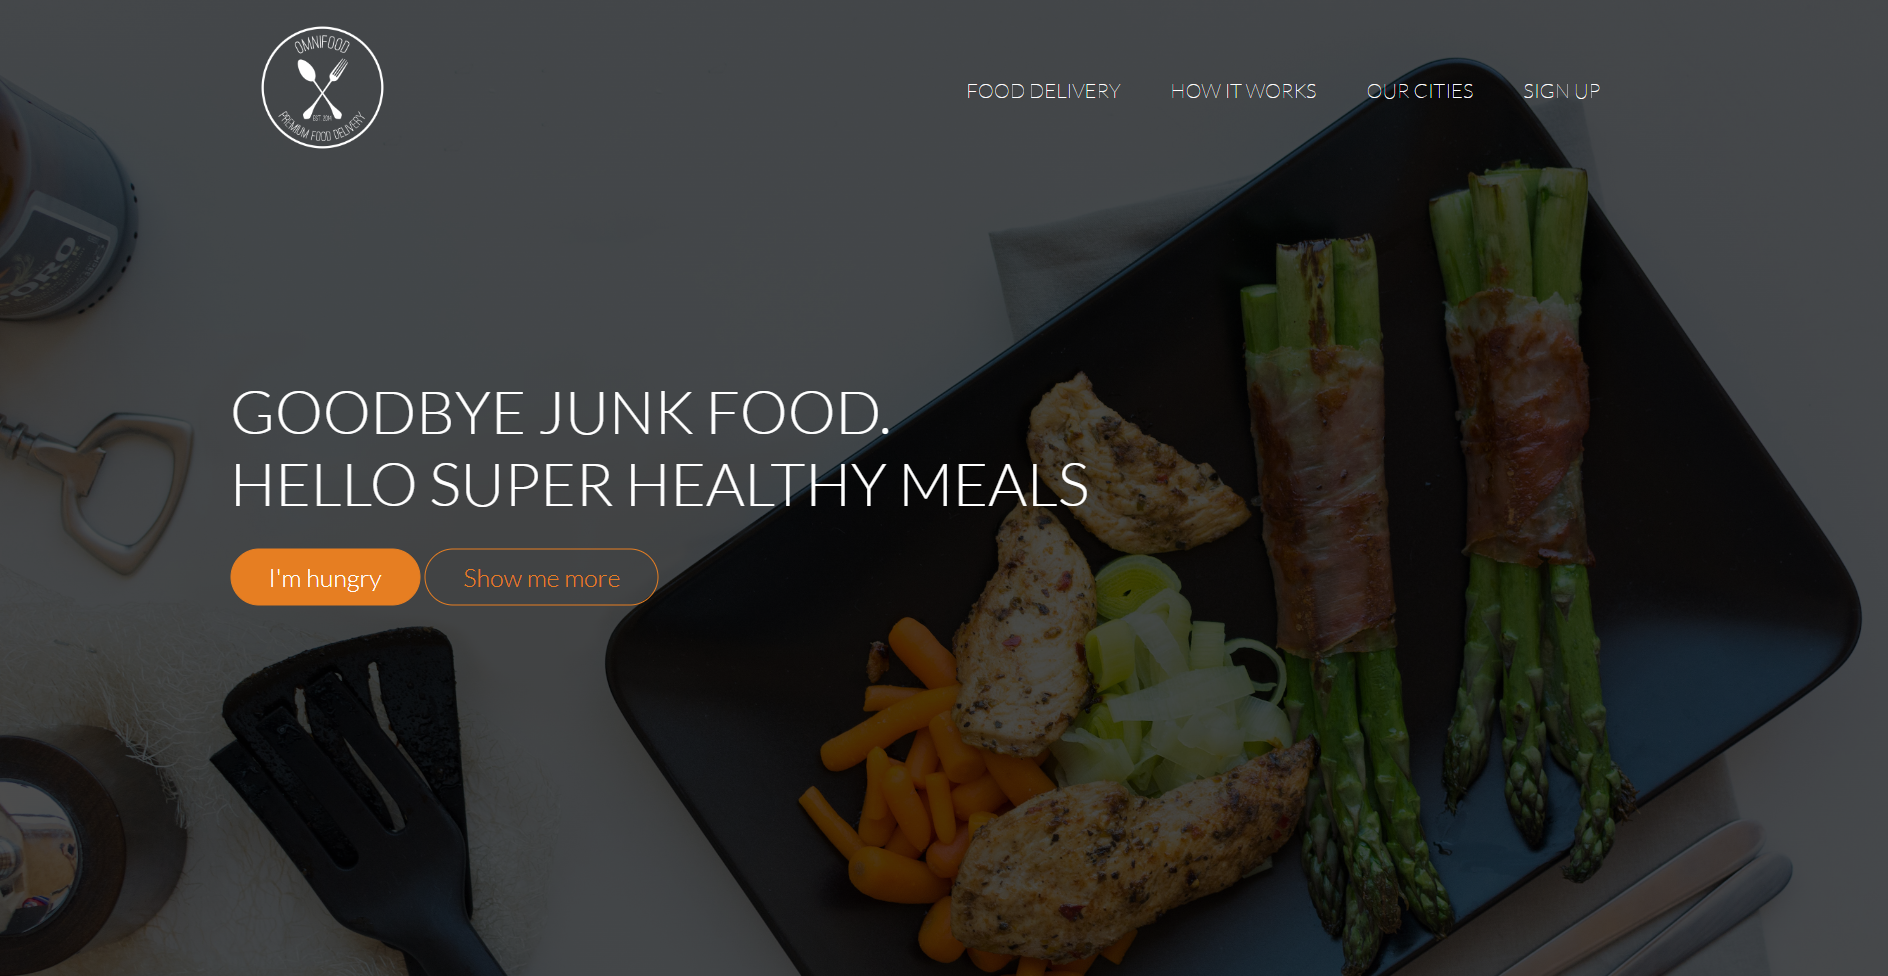 OMNIFOOD
EST. 2014
PREMIUM FOOD DELIVERY
FOOD DELIVERY
HOW IT WORKS
OUR CITIES
SIGN UP
GOODBYE JUNK FOOD.
HELLO SUPER HEALTHY MEALS
I'm hungry
Show me more